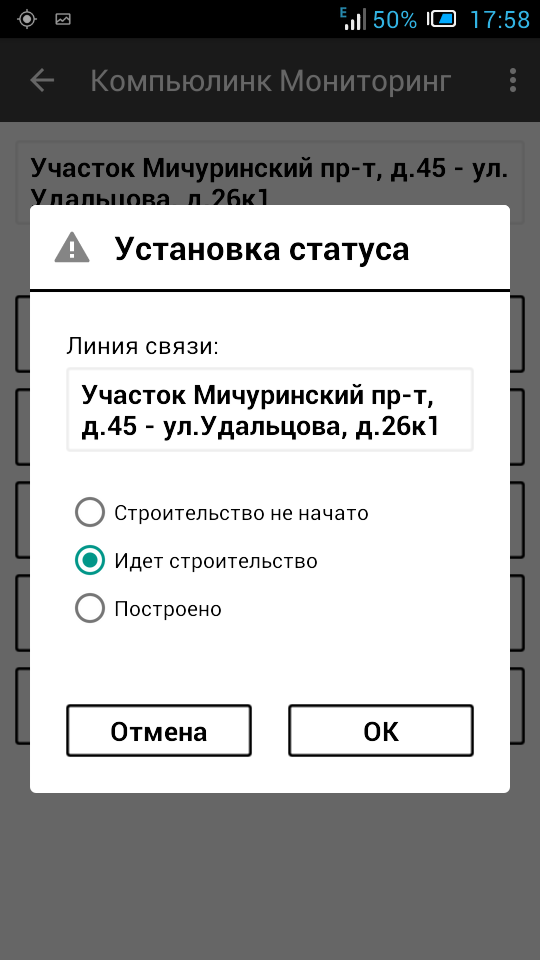 E 50% 17:58
Компьюлинк Мониторинг
Участок Мичуринский пр-т, д.45 - ул.
Удальцова, д.26к1
Установка статуса
Линия связи:
Участок Мичуринский пр-т,
д.45 - ул.Удальцова, д.26к1
Строительство не начато
Идет строительство
Построено
Отмена
ОК